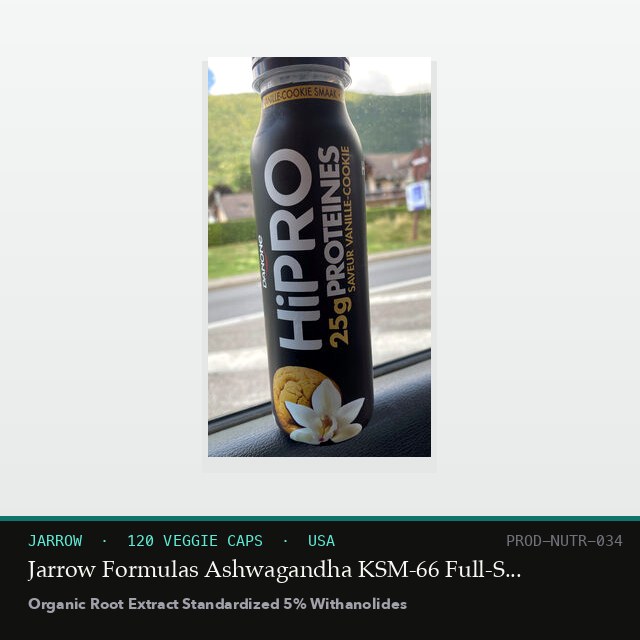 VANILLE-COOKIE SMAAK
DANONE
HiPRO
25g PROTEINES
SAVEUR VANILLE-COOKIE
JARROW · 120 VEGGIE CAPS · USA
PROD–NUTR–034
Jarrow Formulas Ashwagandha KSM-66 Full-S...
Organic Root Extract Standardized 5% Withanolides